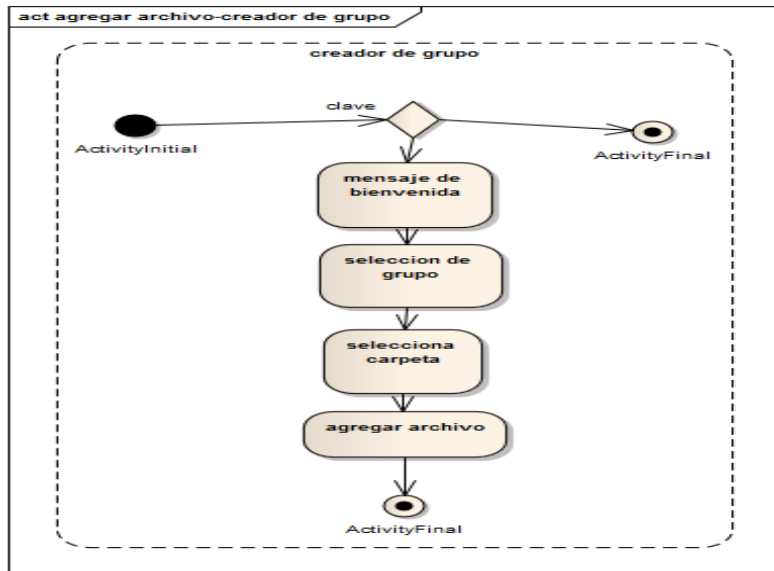 act agregar archivo-creador de grupo
creador de grupo
clave
ActivityInitial
ActivityFinal
mensaje de
bienvenida
seleccion de
grupo
selecciona
carpeta
agregar archivo
ActivityFinal